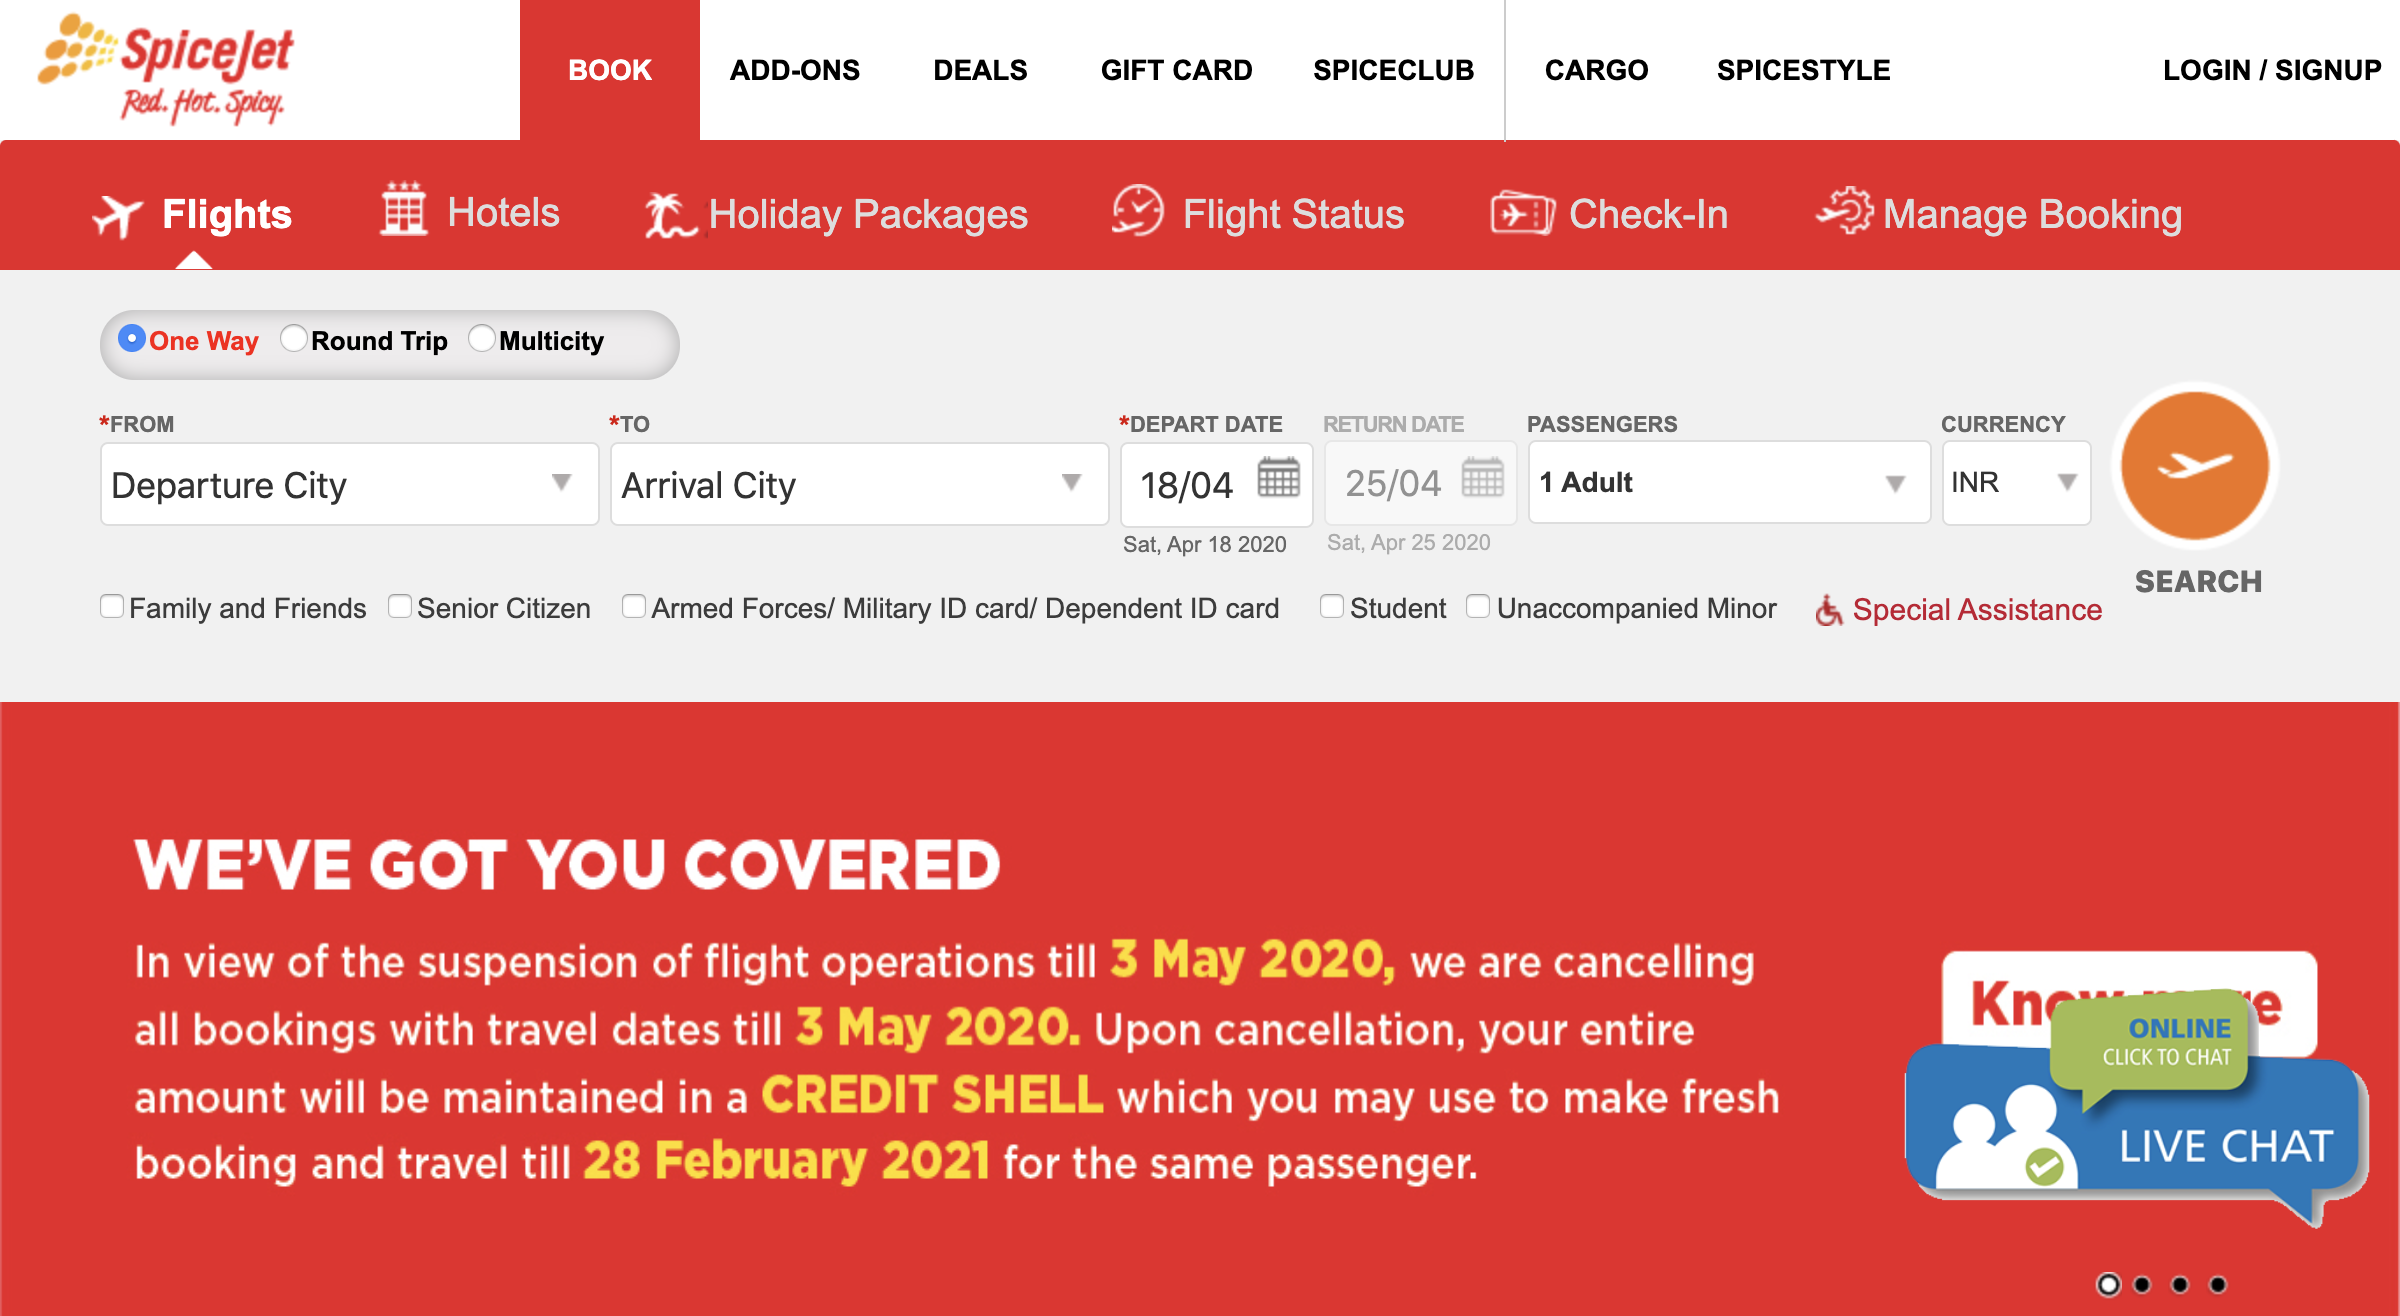 SpiceJet
Red. Hot. Spicy.
BOOK
ADD-ONS
DEALS
GIFT CARD
SPICECLUB
CARGO
SPICESTYLE
LOGIN / SIGNUP
Flights
Hotels
Holiday Packages
Flight Status
Check-In
Manage Booking
One Way
Round Trip
Multicity
*FROM
Departure City
*TO
Arrival City
*DEPART DATE
18/04
Sat, Apr 18 2020
RETURN DATE
25/04
Sat, Apr 25 2020
PASSENGERS
1 Adult
CURRENCY
INR
SEARCH
Family and Friends
Senior Citizen
Armed Forces/ Military ID card/ Dependent ID card
Student
Unaccompanied Minor
Special Assistance
WE'VE GOT YOU COVERED
In view of the suspension of flight operations till 3 May 2020, we are cancelling
all bookings with travel dates till 3 May 2020. Upon cancellation, your entire
amount will be maintained in a CREDIT SHELL which you may use to make fresh
booking and travel till 28 February 2021 for the same passenger.
Know more
ONLINE
CLICK TO CHAT
LIVE CHAT